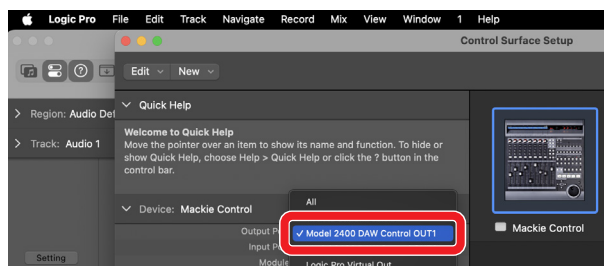 Logic Pro File Edit Track Navigate Record Mix View Window 1 Help
Control Surface Setup
Edit New
Quick Help
Region: Audio Def
Welcome to Quick Help
Move the pointer over an item to show its name and function. To hide or
show Quick Help, choose Help > Quick Help or click the ? button in the
control bar.
Track: Audio 1
All
Device: Mackie Control
Output P
✓ Model 2400 DAW Control OUT1
Mackie Control
Input P
Setting
Module
Logic Pro Virtual Out